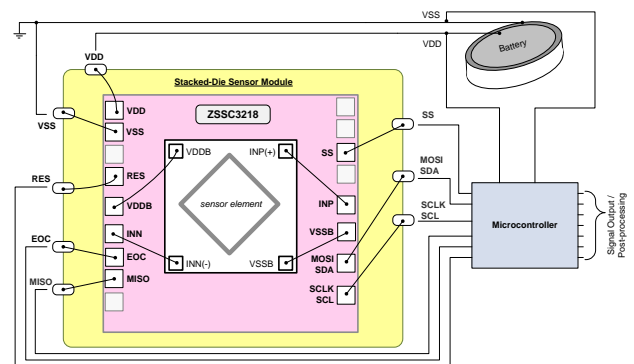 VSS
VDD
Battery
VDD
Stacked-Die Sensor Module
ZSSC3218
VDD
VSS
VSS
RES
RES
VDDB
INN
EOC
EOC
MISO
MISO
VDDB
INP(+)
sensor element
INN(-)
VSSB
SS
INP
VSSB
MOSI
SDA
SCLK
SCL
SS
MOSI
SDA
SCLK
SCL
Microcontroller
Signal Output /
Post-processing